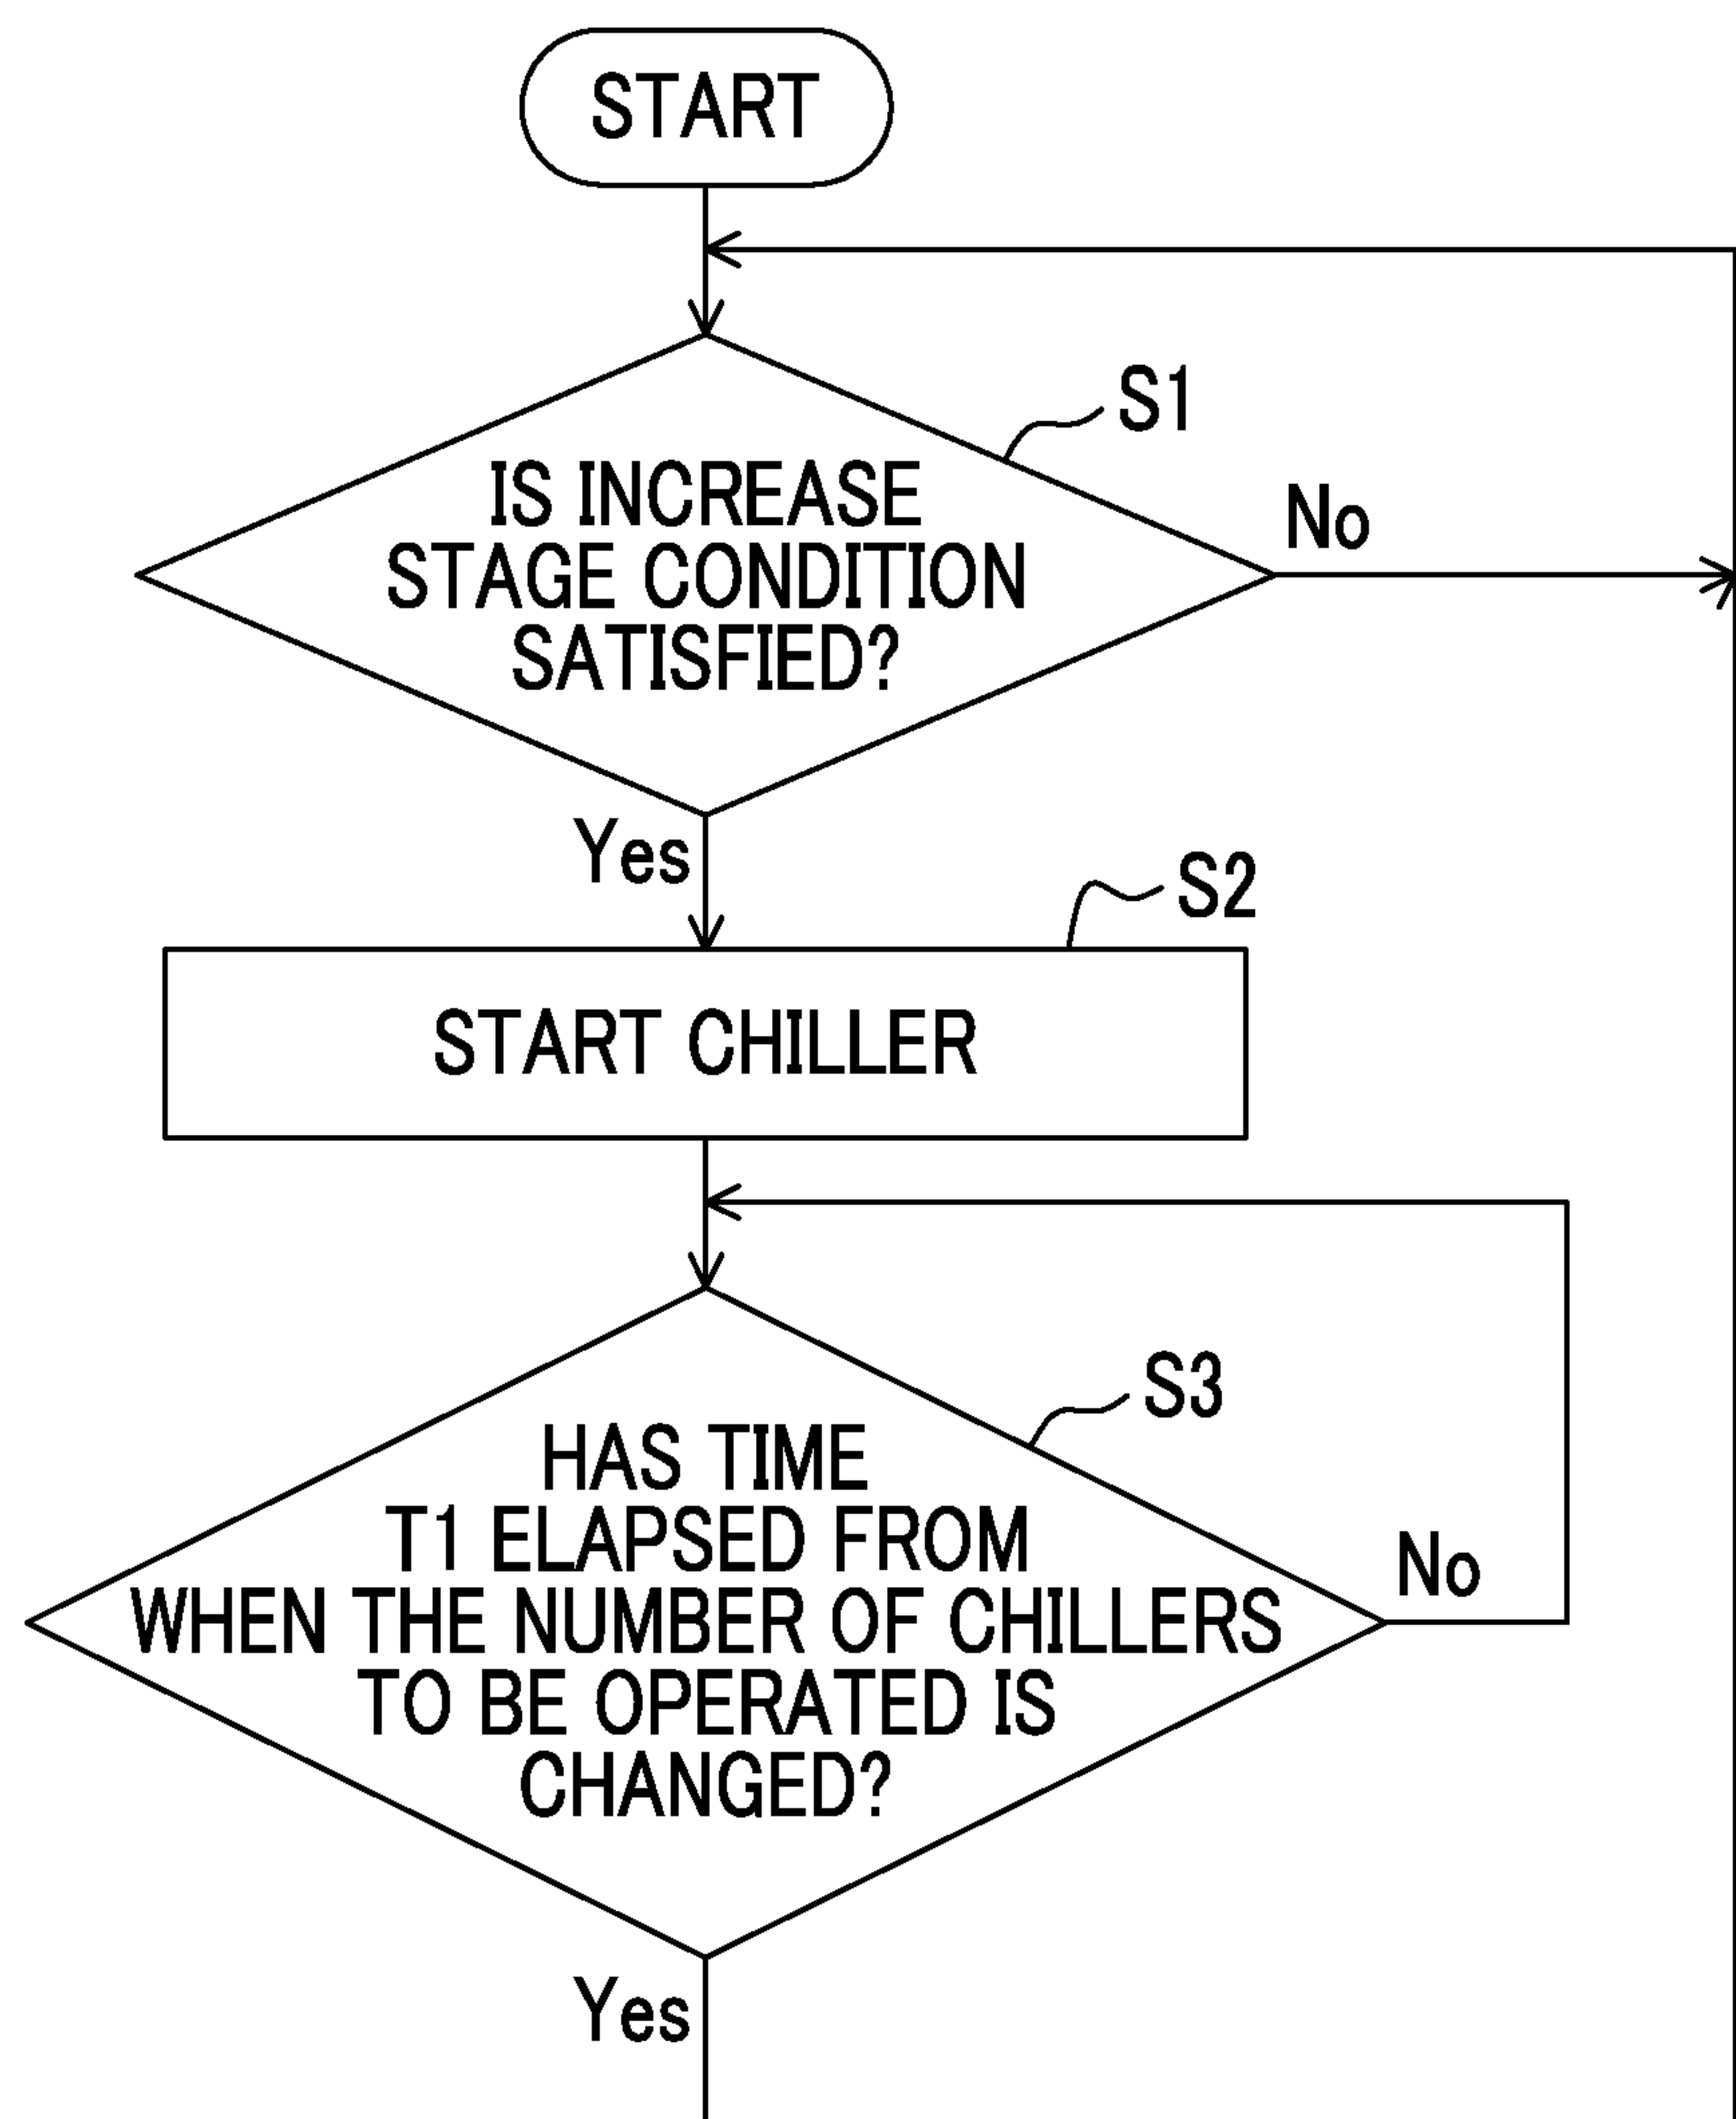 START
S1
IS INCREASE
STAGE CONDITION
SATISFIED?
No
Yes
S2
START CHILLER
S3
HAS TIME
T1 ELAPSED FROM
WHEN THE NUMBER OF CHILLERS
TO BE OPERATED IS
CHANGED?
No
Yes